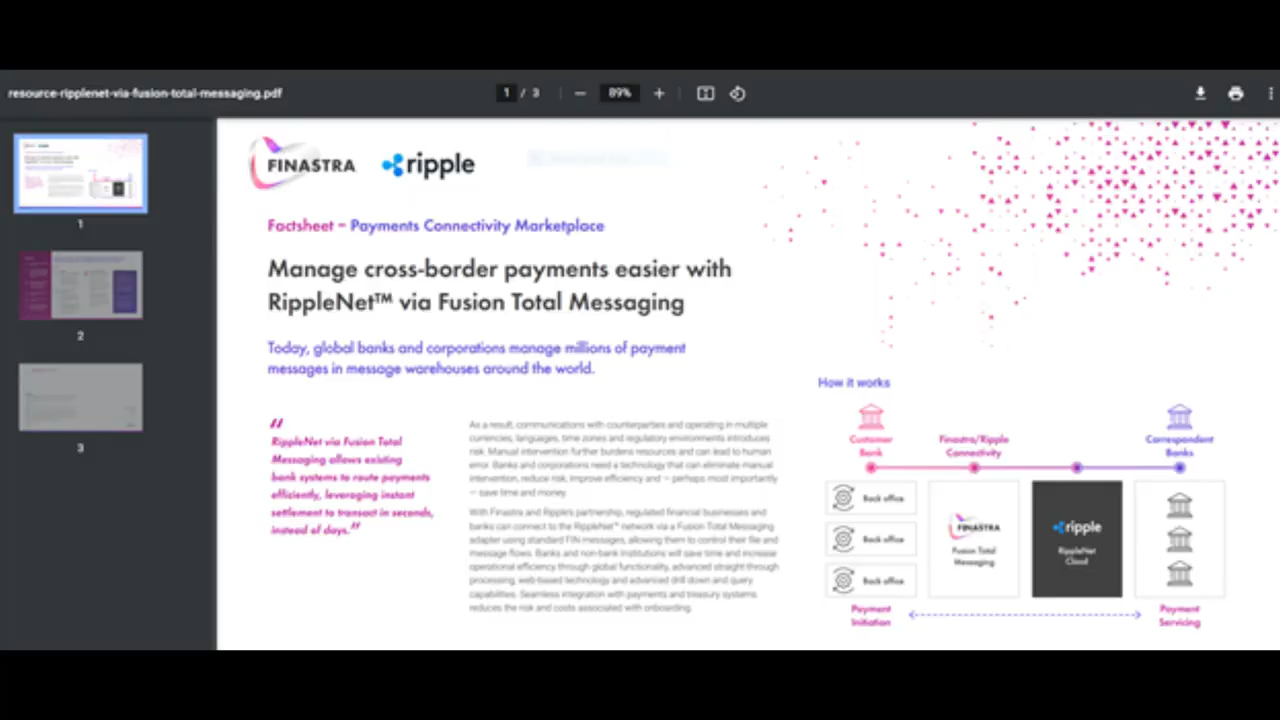 resource-ripplenet-via-fusion-total-messaging.pdf
1 / 3
89%
1
2
3
FINASTRA
ripple
Factsheet – Payments Connectivity Marketplace
Manage cross-border payments easier with
RippleNet™ via Fusion Total Messaging
Today, global banks and corporations manage millions of payment
messages in message warehouses around the world.
"
RippleNet via Fusion Total
Messaging allows existing
bank systems to route payments
efficiently, leveraging instant
settlement to transact in seconds,
instead of days."
As a result, communications with counterparties and operating in multiple
currencies, languages, time zones and regulatory environments introduces
risk. Manual intervention further burdens resources and can lead to human
error. Banks and corporations need a technology that can eliminate manual
intervention, reduce risk, improve efficiency and — perhaps most importantly
— save time and money.
With Finastra and Ripple's partnership, regulated financial businesses and
banks can connect to the RippleNet™ network via a Fusion Total Messaging
adapter using standard FIN messages, allowing them to control their file and
message flows. Banks and non-bank institutions will save time and increase
operational efficiency through global functionality, advanced straight through
processing, web-based technology and advanced drill down and query
capabilities. Seamless integration with payments and treasury systems
reduces the risk and costs associated with onboarding.
How it works
Customer
Bank
Finastra/Ripple
Connectivity
Correspondent
Banks
Back office
Back office
Back office
FINASTRA
Fusion Total
Messaging
ripple
RippleNet
Cloud
Payment
Initiation
Payment
Servicing